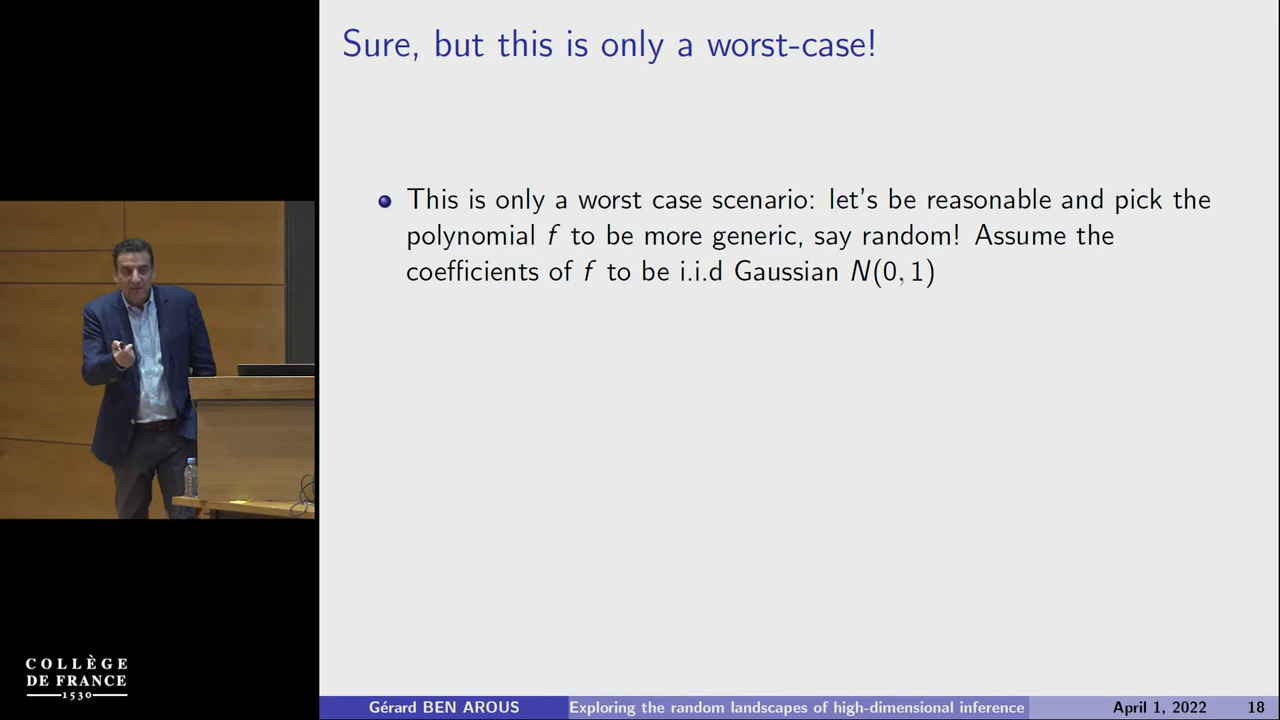 Sure, but this is only a worst-case!
This is only a worst case scenario: let's be reasonable and pick the
polynomial f to be more generic, say random! Assume the
coefficients of f to be i.i.d Gaussian N(0, 1)
COLLÈGE
DE FRANCE
1530
Gérard BEN AROUS Exploring the random landscapes of high-dimensional inference April 1, 2022 18